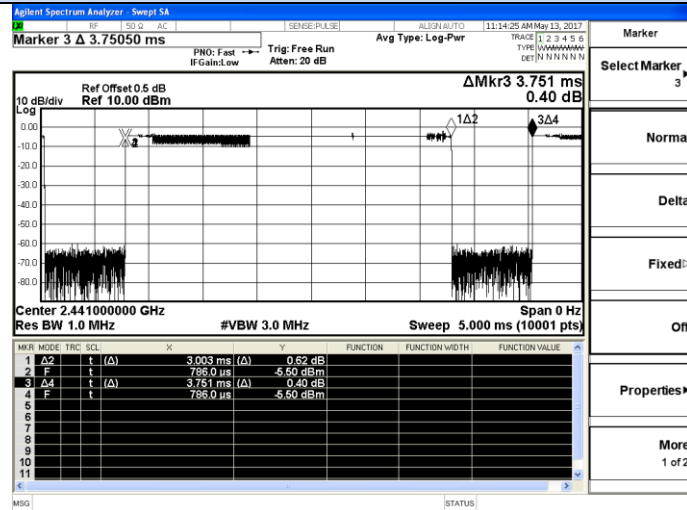 Agilent Spectrum Analyzer - Swept SA
LXI RF 50 Ω AC SENSE:PULSE ALIGN AUTO 11:14:25 AM May 13, 2017
Marker 3 Δ 3.75050 ms
PNO: Fast
IFGain:Low
Trig: Free Run
Atten: 20 dB
Avg Type: Log-Pwr
TRACE 1 2 3 4 5 6
TYPE WWWWWW
DET N N N N N N
Ref Offset 0.5 dB
10 dB/div Ref 10.00 dBm
Log
ΔMkr3 3.751 ms
0.40 dB
0.00
-10.0
-20.0
-30.0
-40.0
-50.0
-60.0
-70.0
-80.0
1Δ2
3Δ4
Center 2.441000000 GHz Span 0 Hz
Res BW 1.0 MHz #VBW 3.0 MHz Sweep 5.000 ms (10001 pts)
MKR MODE TRC SCL X Y FUNCTION FUNCTION WIDTH FUNCTION VALUE
1 Δ2 t (Δ) 3.003 ms (Δ) 0.62 dB
2 F t 786.0 µs -5.50 dBm
3 Δ4 t (Δ) 3.751 ms (Δ) 0.40 dB
4 F t 786.0 µs -5.50 dBm
5
6
7
8
9
10
11
MSG STATUS
Marker
Select Marker
3
Norma
Delta
Fixed
Off
Properties
More
1 of 2